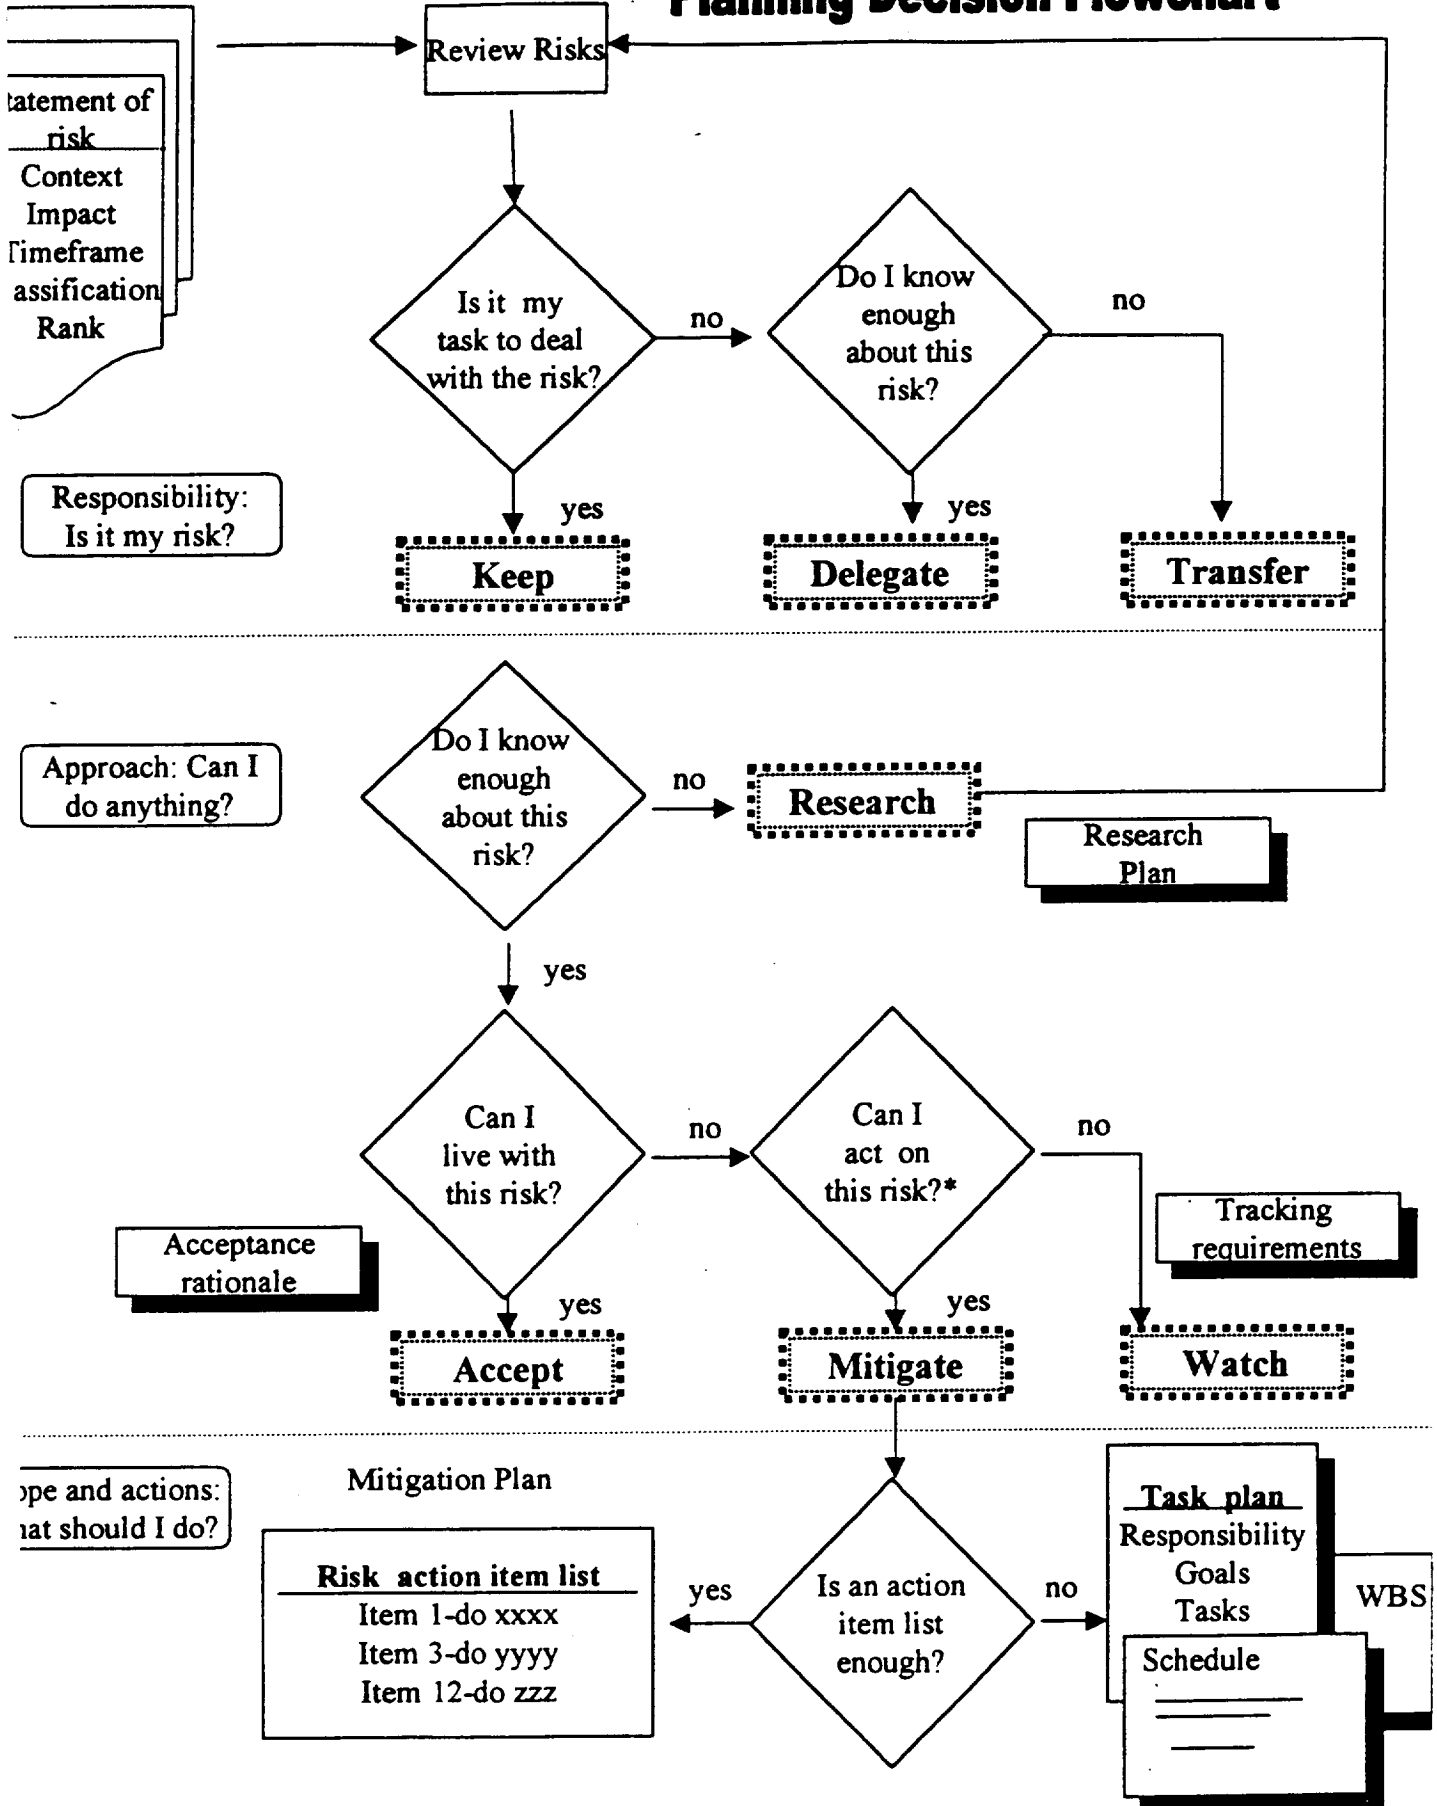 Planning Decision Flowchart
Review Risks
tatement of
risk
Context
Impact
Timeframe
assification
Rank
Is it my
task to deal
with the risk?
no
Do I know
enough
about this
risk?
no
Responsibility:
Is it my risk?
yes
yes
Keep
Delegate
Transfer
Approach: Can I
do anything?
Do I know
enough
about this
risk?
no
Research
Research
Plan
yes
Can I
live with
this risk?
no
Can I
act on
this risk?*
no
Acceptance
rationale
Tracking
requirements
yes
yes
Accept
Mitigate
Watch
ope and actions:
hat should I do?
Mitigation Plan
Risk action item list
Item 1-do xxxx
Item 3-do yyyy
Item 12-do zzz
yes
Is an action
item list
enough?
no
Task plan
Responsibility
Goals
Tasks
WBS
Schedule